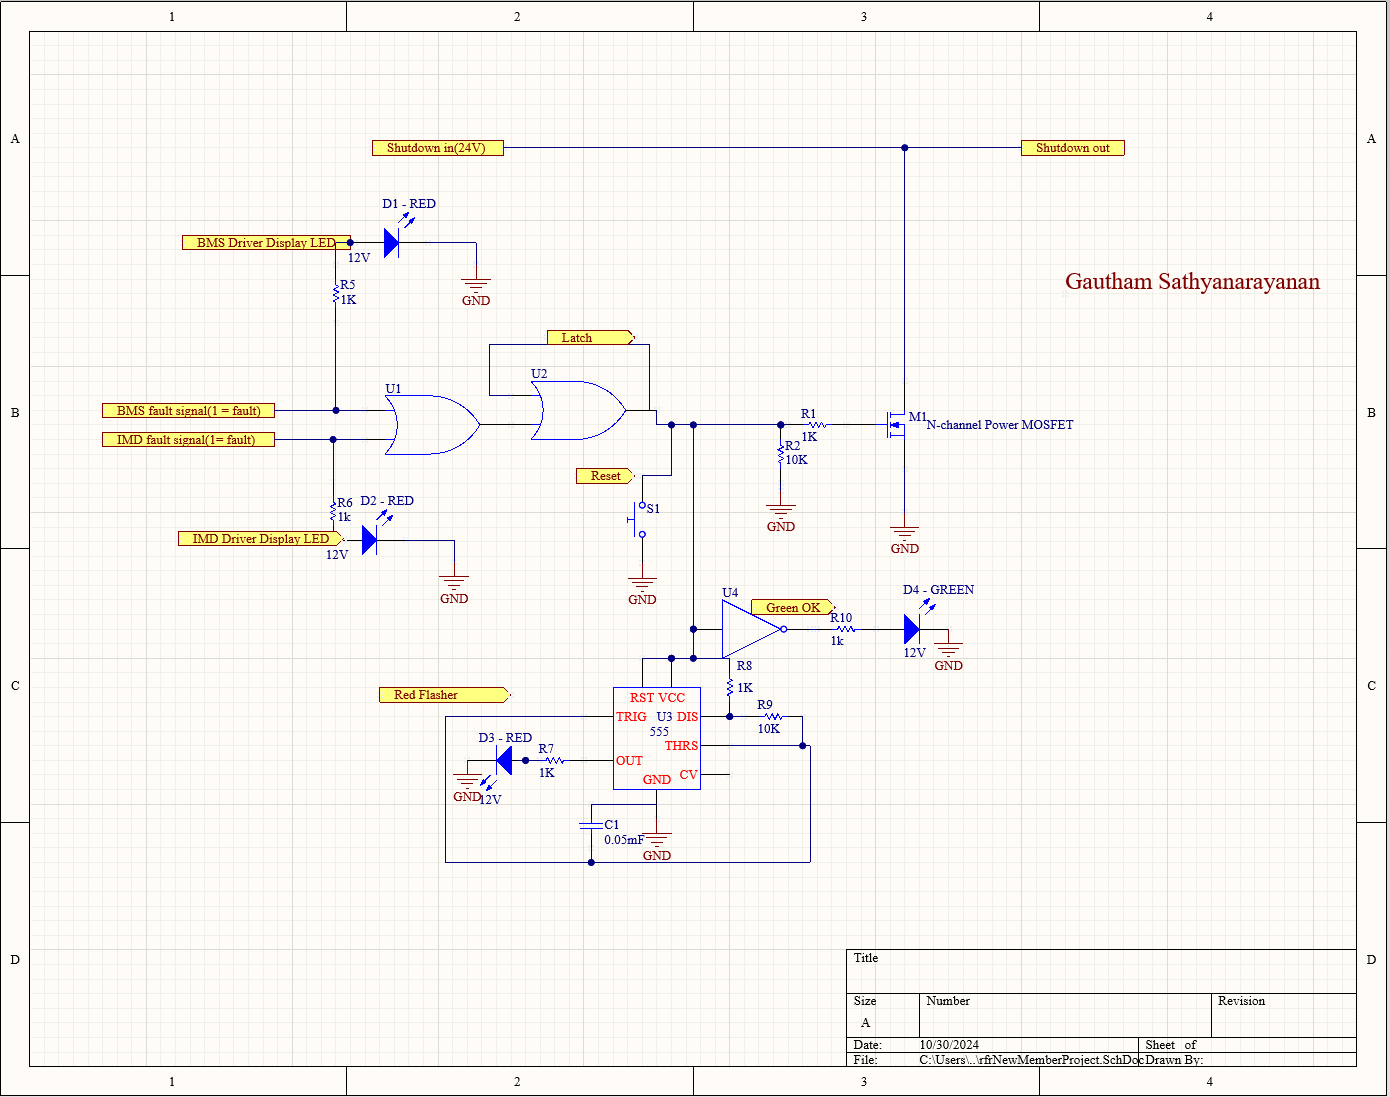 1 2 3 4
A A
Shutdown in(24V) Shutdown out
D1 - RED
BMS Driver Display LED
12V
R5
1K
GND
Gautham Sathyanarayanan
Latch
U1 U2
B B
BMS fault signal(1 = fault)
IMD fault signal(1= fault)
R1
1K
M1
N-channel Power MOSFET
R2
10K
GND
Reset
S1
R6
1k
D2 - RED
IMD Driver Display LED
12V
GND
GND
GND
U4
Green OK
D4 - GREEN
R10
1k
12V
GND
C C
R8
1K
Red Flasher
RST VCC
TRIG U3 DIS
555
R9
10K
THRS
D3 - RED
R7
1K
OUT
GND CV
GND 12V
C1
0.05mF
GND
D D
Title
Size Number Revision
A
Date: 10/30/2024 Sheet of
File: C:\Users\..\rfrNewMemberProject.SchDoc Drawn By:
1 2 3 4